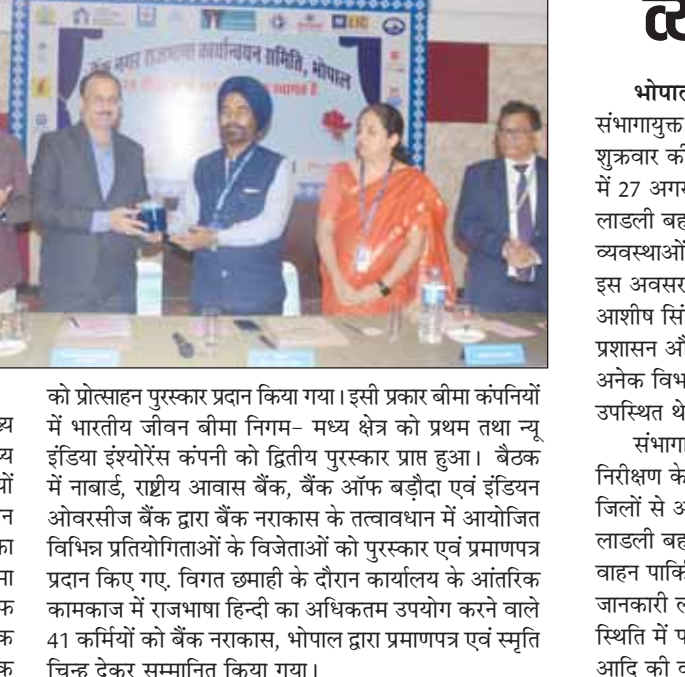 LIC
बैंक नगर राजभाषा कार्यान्वयन समिति, भोपाल
स्वागत है
को प्रोत्साहन पुरस्कार प्रदान किया गया। इसी प्रकार बीमा कंपनियों
में भारतीय जीवन बीमा निगम– मध्य क्षेत्र को प्रथम तथा न्यू
इंडिया इंश्योरेंस कंपनी को द्वितीय पुरस्कार प्राप्त हुआ। बैठक
में नाबार्ड, राष्ट्रीय आवास बैंक, बैंक ऑफ बड़ौदा एवं इंडियन
ओवरसीज बैंक द्वारा बैंक नराकास के तत्वावधान में आयोजित
विभिन्न प्रतियोगिताओं के विजेताओं को पुरस्कार एवं प्रमाणपत्र
प्रदान किए गए. विगत छमाही के दौरान कार्यालय के आंतरिक
कामकाज में राजभाषा हिन्दी का अधिकतम उपयोग करने वाले
41 कर्मियों को बैंक नराकास, भोपाल द्वारा प्रमाणपत्र एवं स्मृति
चिन्ह देकर सम्मानित किया गया।
भोपाल
संभागायुक्त
शुक्रवार की
में 27 अगस
लाडली बह
व्यवस्थाओं
इस अवसर
आशीष सिं
प्रशासन औ
अनेक विभ
उपस्थित थे
संभागा
निरीक्षण के
जिलों से अ
लाडली बह
वाहन पार्कि
जानकारी ल
स्थिति में प
आदि की व